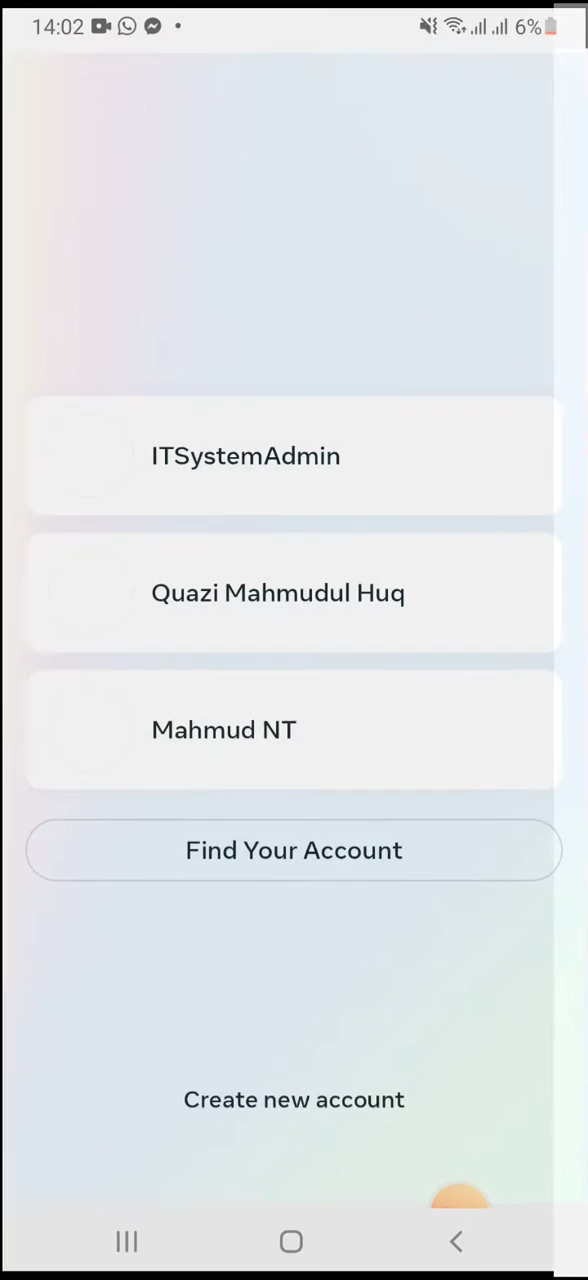 14:02 6%
ITSystemAdmin
Quazi Mahmudul Huq
Mahmud NT
Find Your Account
Create new account